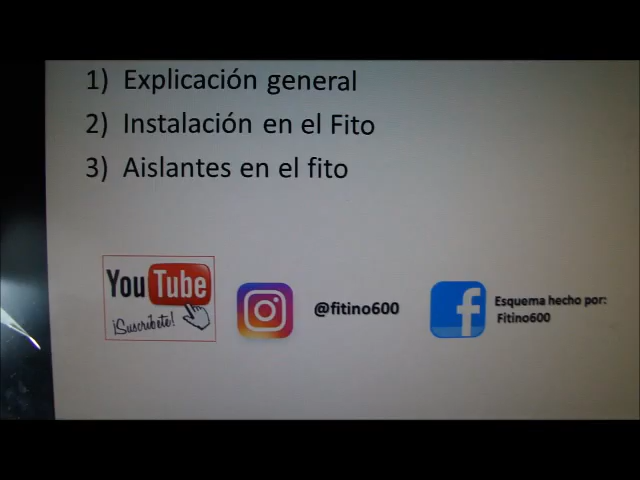 1) Explicación general
2) Instalación en el Fito
3) Aislantes en el fito
YouTube
¡Suscríbete!
@fitino600
f
Esquema hecho por:
Fitino600